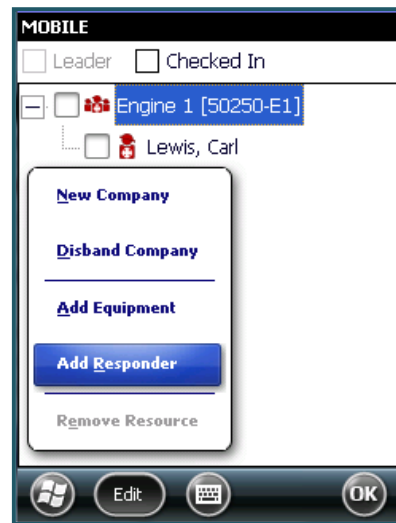 MOBILE
Leader Checked In
Engine 1 [50250-E1]
Lewis, Carl
New Company
Disband Company
Add Equipment
Add Responder
Remove Resource
Edit OK